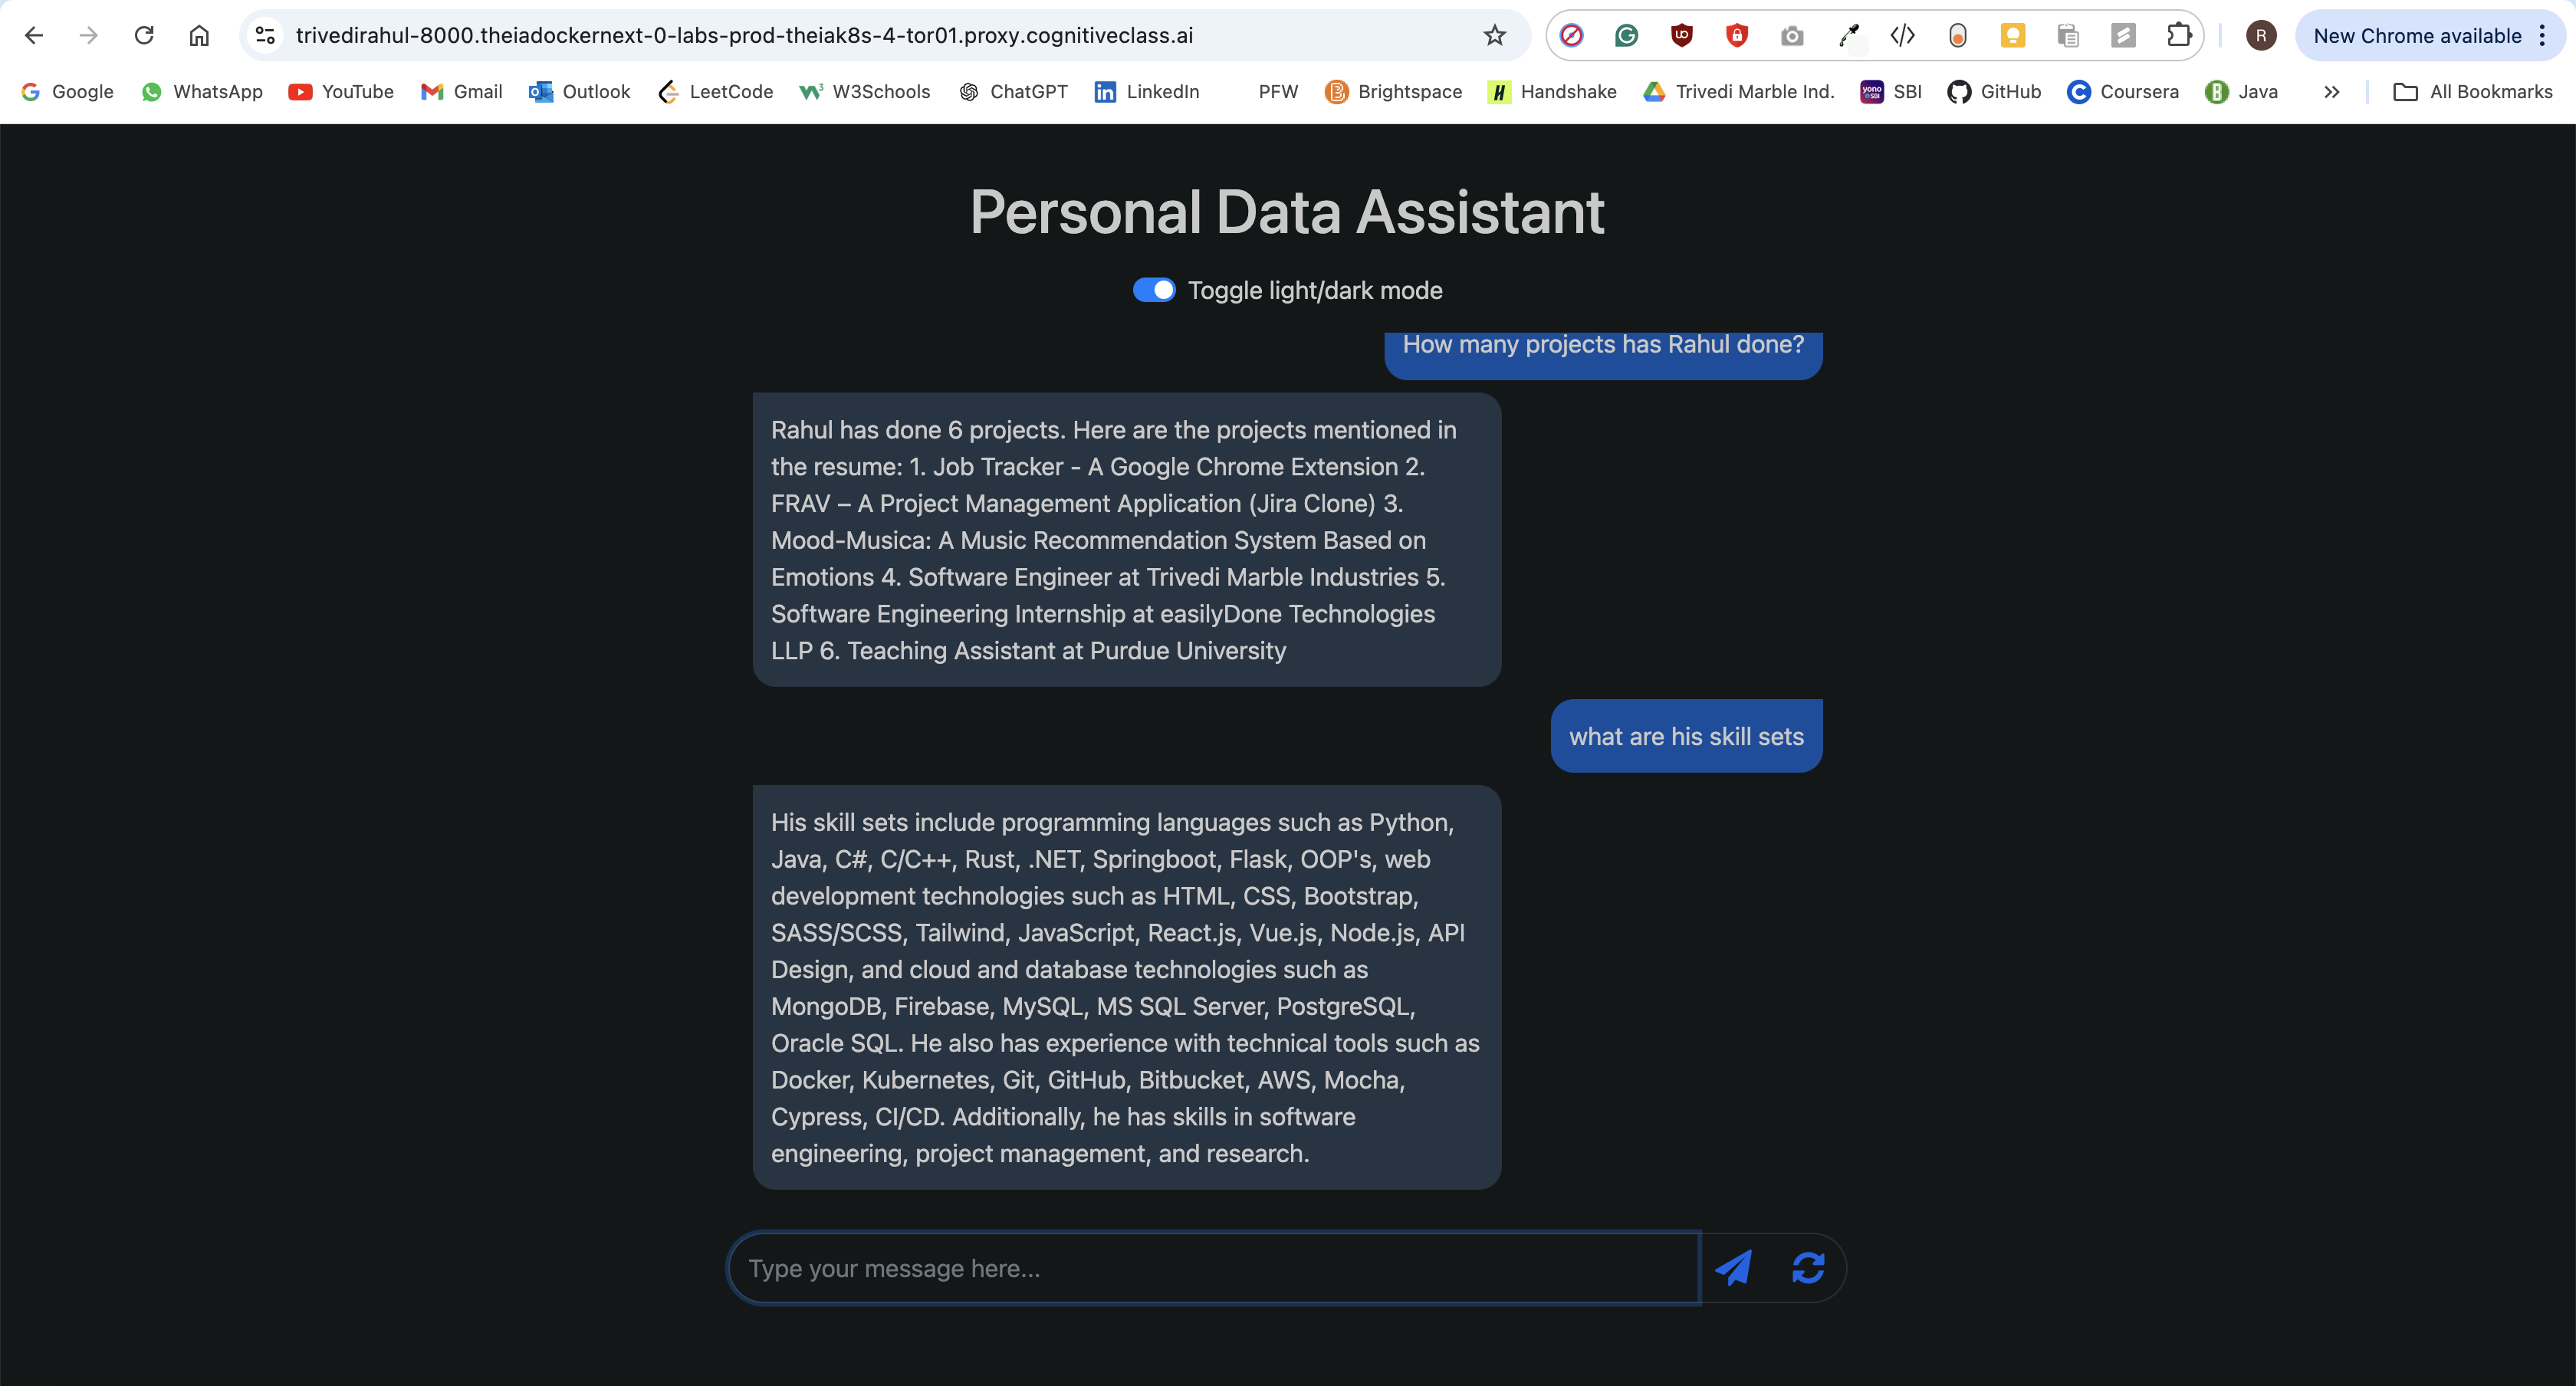 trivedirahul-8000.theiadockernext-0-labs-prod-theiak8s-4-tor01.proxy.cognitiveclass.ai
R
New Chrome available
Google
WhatsApp
YouTube
Gmail
Outlook
LeetCode
W3Schools
ChatGPT
LinkedIn
PFW
Brightspace
Handshake
Trivedi Marble Ind.
SBI
GitHub
Coursera
Java
All Bookmarks
Personal Data Assistant
Toggle light/dark mode
How many projects has Rahul done?
Rahul has done 6 projects. Here are the projects mentioned in
the resume: 1. Job Tracker - A Google Chrome Extension 2.
FRAV – A Project Management Application (Jira Clone) 3.
Mood-Musica: A Music Recommendation System Based on
Emotions 4. Software Engineer at Trivedi Marble Industries 5.
Software Engineering Internship at easilyDone Technologies
LLP 6. Teaching Assistant at Purdue University
what are his skill sets
His skill sets include programming languages such as Python,
Java, C#, C/C++, Rust, .NET, Springboot, Flask, OOP's, web
development technologies such as HTML, CSS, Bootstrap,
SASS/SCSS, Tailwind, JavaScript, React.js, Vue.js, Node.js, API
Design, and cloud and database technologies such as
MongoDB, Firebase, MySQL, MS SQL Server, PostgreSQL,
Oracle SQL. He also has experience with technical tools such as
Docker, Kubernetes, Git, GitHub, Bitbucket, AWS, Mocha,
Cypress, CI/CD. Additionally, he has skills in software
engineering, project management, and research.
Type your message here...